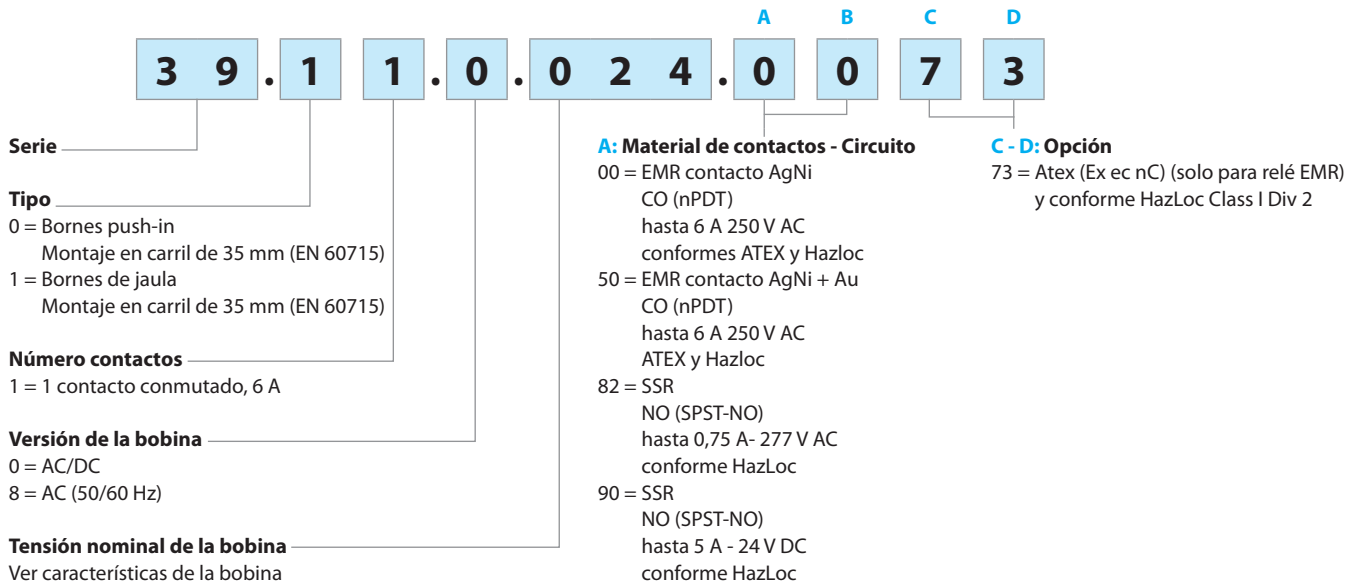 A B C D
3 9 . 1 1 . 0 . 0 2 4 . 0 0 7 3
Serie
Tipo
0 = Bornes push-in
Montaje en carril de 35 mm (EN 60715)
1 = Bornes de jaula
Montaje en carril de 35 mm (EN 60715)
Número contactos
1 = 1 contacto conmutado, 6 A
Versión de la bobina
0 = AC/DC
8 = AC (50/60 Hz)
Tensión nominal de la bobina
Ver características de la bobina
A: Material de contactos - Circuito
00 = EMR contacto AgNi
CO (nPDT)
hasta 6 A 250 V AC
conformes ATEX y Hazloc
50 = EMR contacto AgNi + Au
CO (nPDT)
hasta 6 A 250 V AC
ATEX y Hazloc
82 = SSR
NO (SPST-NO)
hasta 0,75 A- 277 V AC
conforme HazLoc
90 = SSR
NO (SPST-NO)
hasta 5 A - 24 V DC
conforme HazLoc
C - D: Opción
73 = Atex (Ex ec nC) (solo para relé EMR)
y conforme HazLoc Class I Div 2